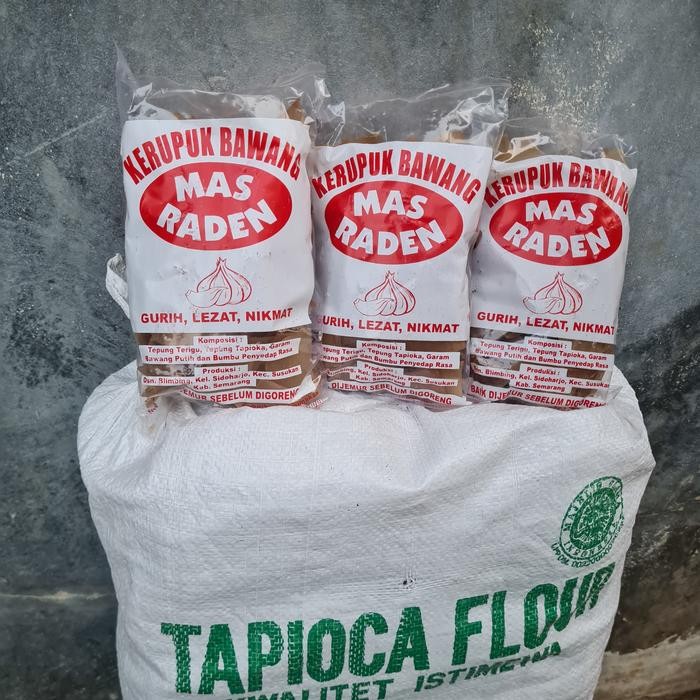 KERUPUK BAWANG
MAS
RADEN
GURIH, LEZAT, NIKMAT
Komposisi :
Tepung Terigu, Tepung Tapioka, Garam
Bawang Putih dan Bumbu Penyedap Rasa
Produksi :
Dsn. Blimbing, Kel. Sidoharjo, Kec. Susukan
Kab. Semarang
DIJEMUR SEBELUM DIGORENG
KERUPUK BAWANG
MAS
RADEN
GURIH, LEZAT, NIKMAT
Komposisi :
Tepung Terigu, Tepung Tapioka, Garam
Bawang Putih dan Bumbu Penyedap Rasa
Produksi :
Kel. Sidoharjo, Kec. Susukan
Kab. Semarang
DIJEMUR SEBELUM DIGORENG
KERUPUK BAWANG
MAS
RADEN
GURIH, LEZAT, NIKMAT
Komposisi :
Tepung Terigu, Tepung Tapioka, Garam
Bawang Putih dan Bumbu Penyedap Rasa
Produksi :
Dsn. Blimbing, Kel. Sidoharjo, Kec. Susukan
Kab. Semarang
BAIK DIJEMUR SEBELUM DIGORENG
TAPIOCA FLOUR
KWALITET ISTIMEWA